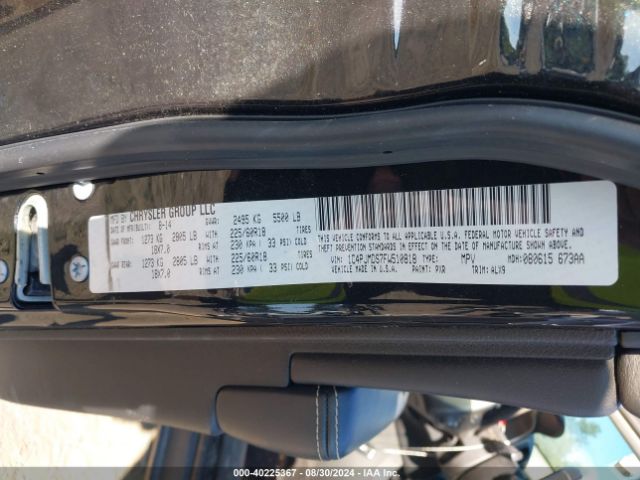 MFD BY CHRYSLER GROUP LLC
DATE OF MFR/BUILT: 8-14 GVWR: 2495 KG 5500 LB
GAWR FRONT: 1273 KG 2805 LB 225/60R18 TIRES
18X7.0 RIMS AT 230 KPA ( 33 PSI) COLD
GAWR REAR: 1273 KG 2805 LB 225/60R18 TIRES
18X7.0 RIMS AT 230 KPA ( 33 PSI) COLD
THIS VEHICLE CONFORMS TO ALL APPLICABLE U.S.A. FEDERAL MOTOR VEHICLE SAFETY AND
THEFT PREVENTION STANDARDS IN EFFECT ON THE DATE OF MANUFACTURE SHOWN ABOVE.
VIN: 1C4PJMDS7FW510818 TYPE: MPV MDH: 080615 673AA
VEHICLE MADE IN U.S.A. PAINT: PXR TRIM: ALX9
000-40225367 - 08/30/2024 - IAA Inc.